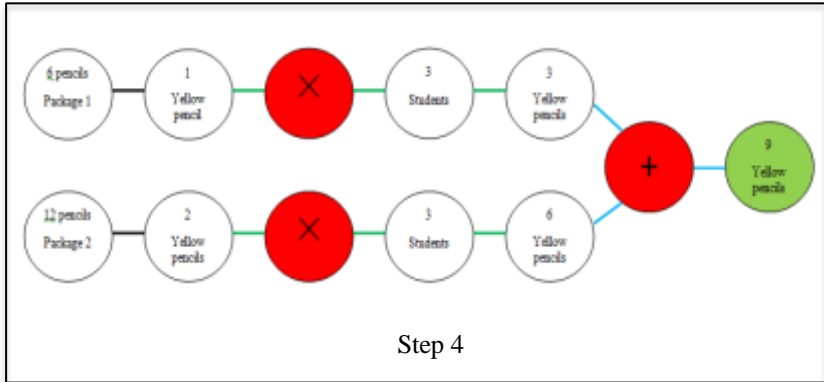 6 pencils
Package 1
1
Yellow
pencil
×
3
Students
3
Yellow
pencils
+
9
Yellow
pencils
12 pencils
Package 2
2
Yellow
pencils
×
3
Students
6
Yellow
pencils
Step 4